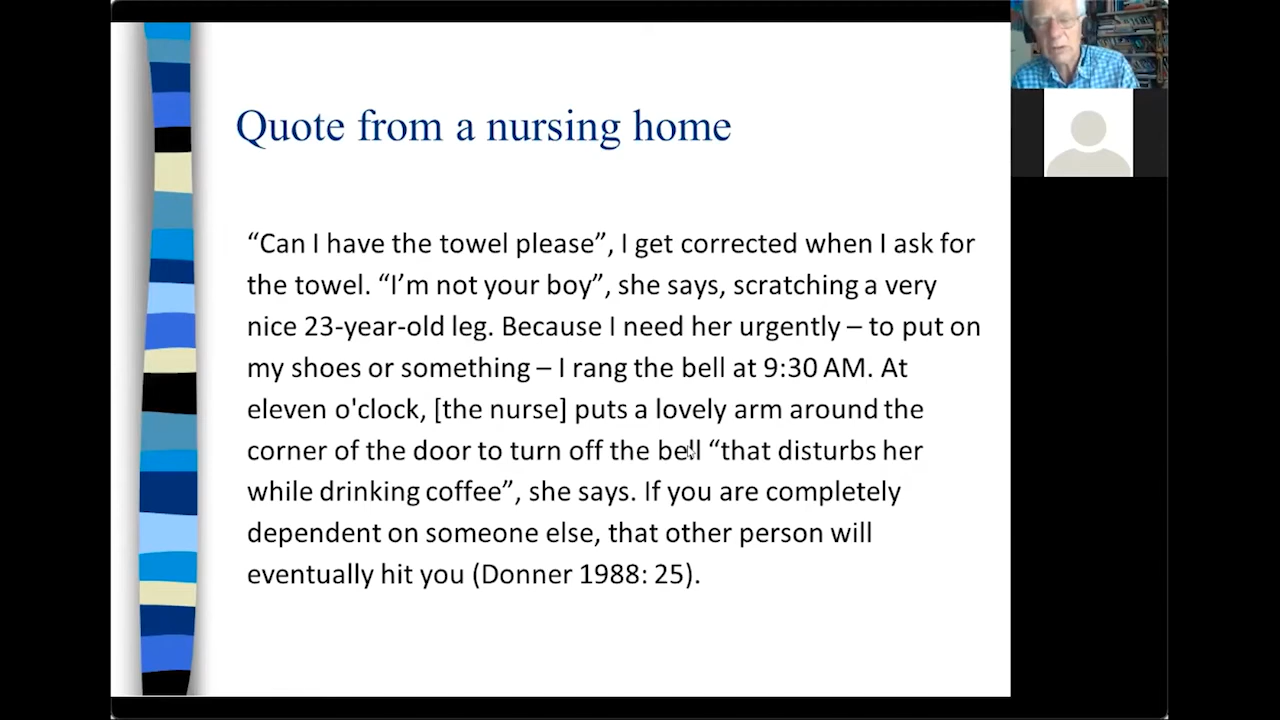 Quote from a nursing home
“Can I have the towel please”, I get corrected when I ask for
the towel. “I’m not your boy”, she says, scratching a very
nice 23-year-old leg. Because I need her urgently – to put on
my shoes or something – I rang the bell at 9:30 AM. At
eleven o'clock, [the nurse] puts a lovely arm around the
corner of the door to turn off the bell “that disturbs her
while drinking coffee”, she says. If you are completely
dependent on someone else, that other person will
eventually hit you (Donner 1988: 25).